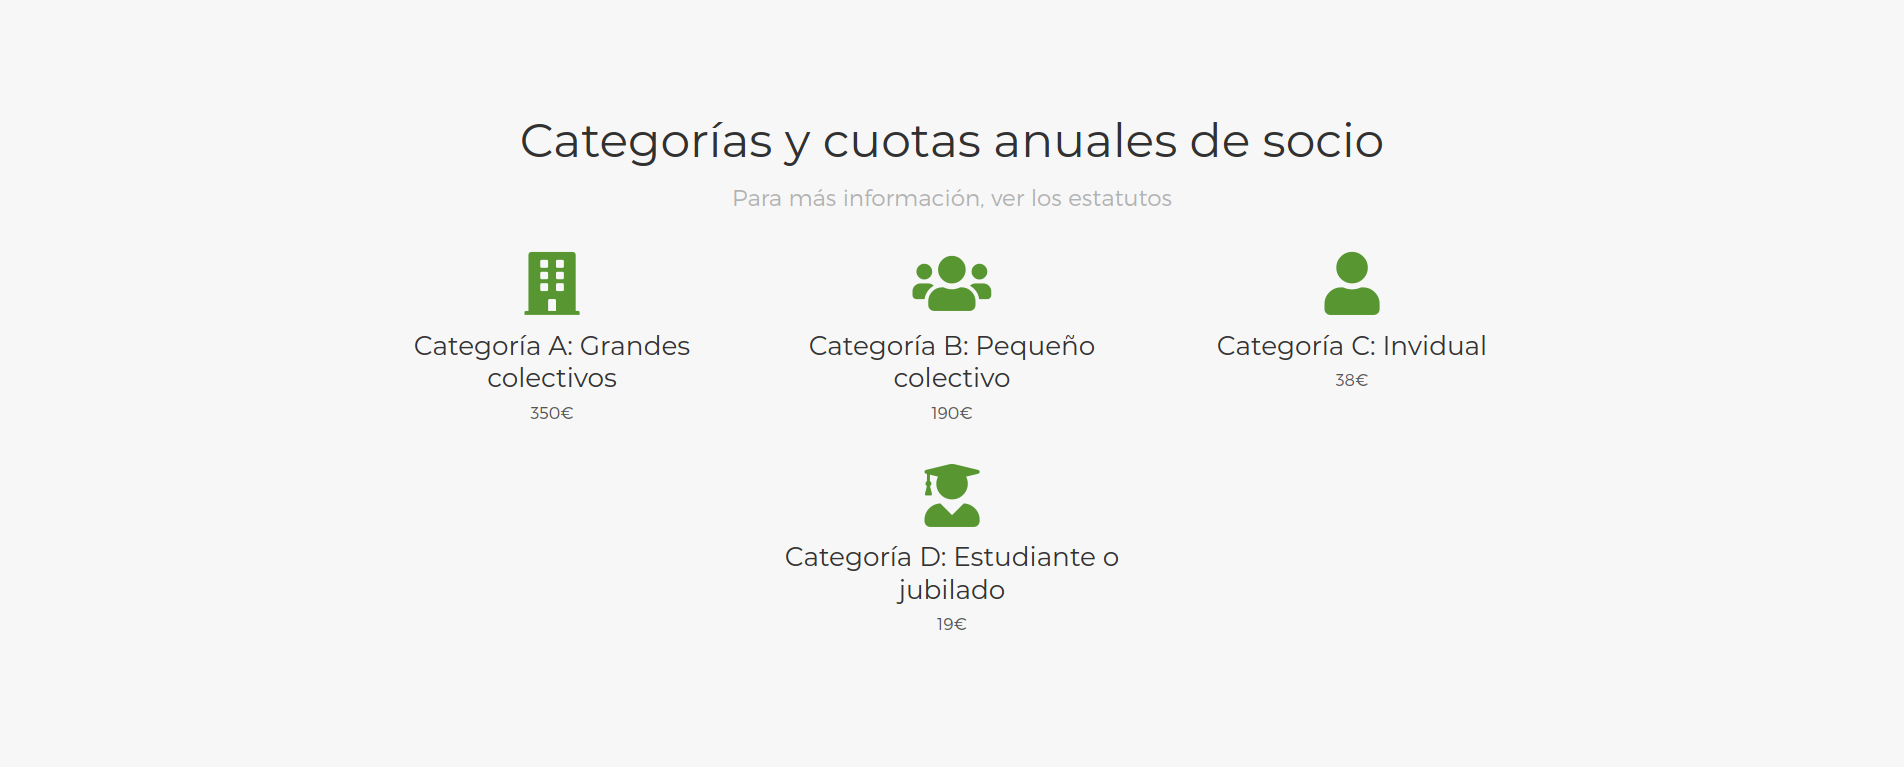 Categorías y cuotas anuales de socio
Para más información, ver los estatutos
Categoría A: Grandes
colectivos
350€
Categoría B: Pequeño
colectivo
190€
Categoría C: Invidual
38€
Categoría D: Estudiante o
jubilado
19€